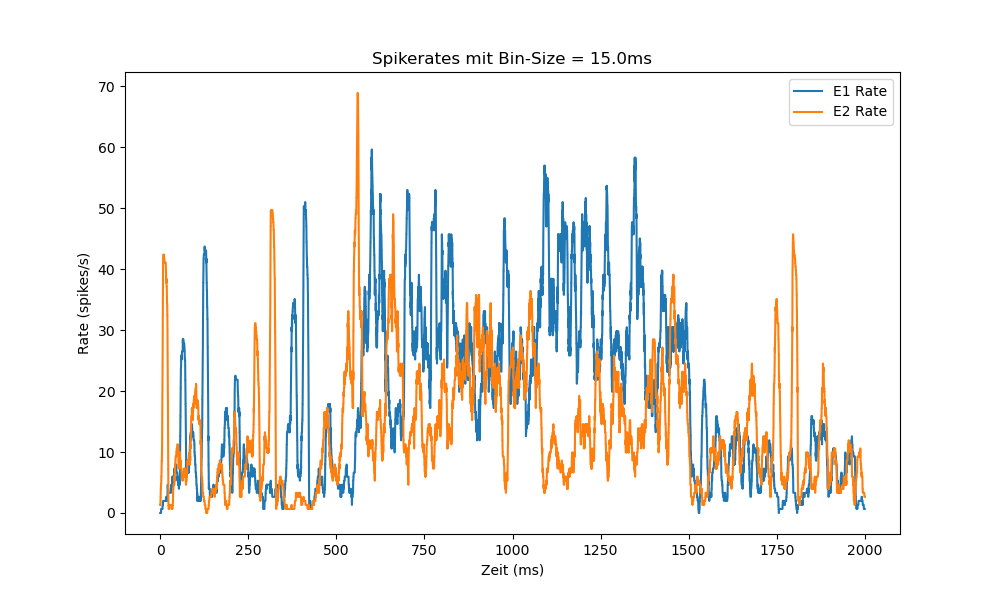 Spikerates mit Bin-Size = 15.0ms
E1 Rate
E2 Rate
Rate (spikes/s)
70
60
50
40
30
20
10
0
0 250 500 750 1000 1250 1500 1750 2000
Zeit (ms)